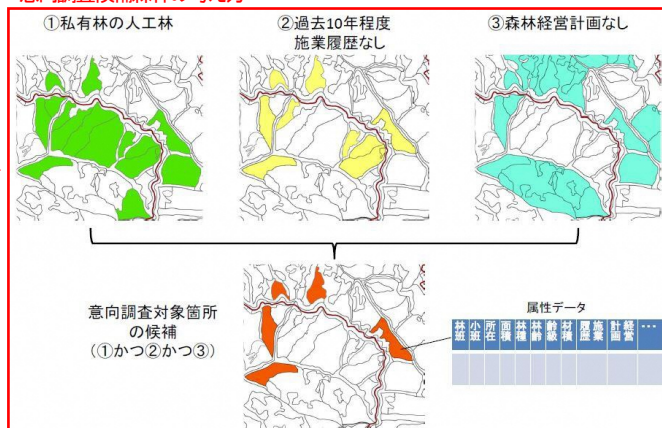 ①私有林の人工林
②過去10年程度
施業履歴なし
③森林経営計画なし
意向調査対象箇所
の候補
(①かつ②かつ③)
属性データ
林班
小班
所在
面積
林種
林齢
齢級
材積
施業履歴
経営計画
・・・